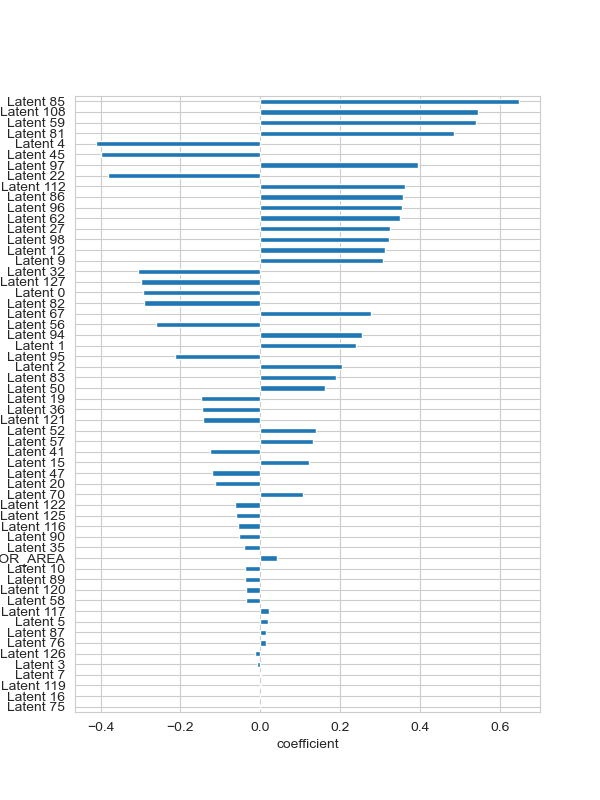 Latent 85
Latent 108
Latent 59
Latent 81
Latent 4
Latent 45
Latent 97
Latent 22
Latent 112
Latent 86
Latent 96
Latent 62
Latent 27
Latent 98
Latent 12
Latent 9
Latent 32
Latent 127
Latent 0
Latent 82
Latent 67
Latent 56
Latent 94
Latent 1
Latent 95
Latent 2
Latent 83
Latent 50
Latent 19
Latent 36
Latent 121
Latent 52
Latent 57
Latent 41
Latent 15
Latent 47
Latent 20
Latent 70
Latent 122
Latent 125
Latent 116
Latent 90
Latent 35
OR_AREA
Latent 10
Latent 89
Latent 120
Latent 58
Latent 117
Latent 5
Latent 87
Latent 76
Latent 126
Latent 3
Latent 7
Latent 119
Latent 16
Latent 75
−0.4 −0.2 0.0 0.2 0.4 0.6
coefficient